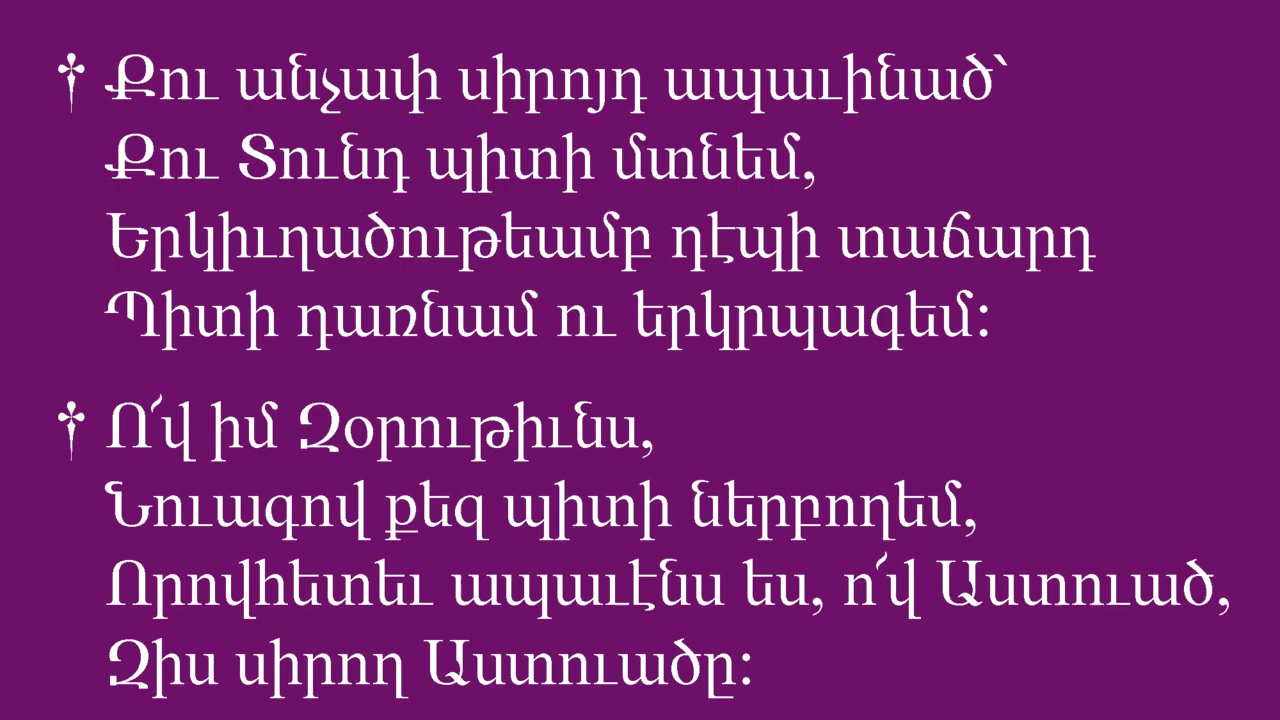 † Քու անչափ սիրոյդ ապաւինած՝
Քու Տունդ պիտի մտնեմ,
Երկիւղածութեամբ դէպի տաճարդ
Պիտի դառնամ ու երկրպագեմ:
† Ո՜վ իմ Զօրութիւնս,
Նուագով քեզ պիտի ներբողեմ,
Որովհետեւ ապաւէնս ես, ո՜վ Աստուած,
Զիս սիրող Աստուածը: